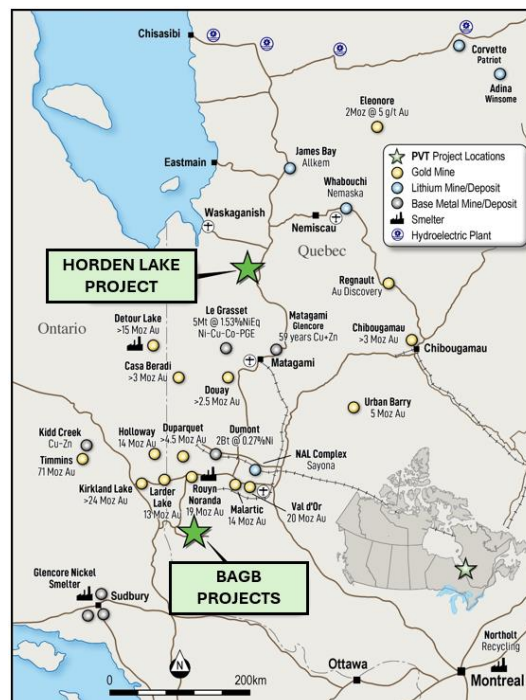 Chisasibi
Corvette
Patriot
Adina
Winsome
Eleonore
2Moz @ 5 g/t Au
PVT Project Locations
Gold Mine
Lithium Mine/Deposit
Base Metal Mine/Deposit
Smelter
Hydroelectric Plant
James Bay
Allkem
Eastmain
Whabouchi
Nemaska
Waskaganish
Nemiscau
Quebec
HORDEN LAKE
PROJECT
Regnault
Au Discovery
Ontario
Detour Lake
>15 Moz Au
Le Grasset
5Mt @ 1.53%NiEq
Ni-Cu-Co-PGE
Matagami
Glencore
59 years Cu+Zn
Chibougamau
>3 Moz Au
Chibougamau
Matagami
Casa Beradi
>3 Moz Au
Douay
>2.5 Moz Au
Urban Barry
5 Moz Au
Kidd Creek
Cu-Zn
Timmins
71 Moz Au
Holloway
14 Moz Au
Duparquet
>4.5 Moz Au
Dumont
2Bt @ 0.27%Ni
NAL Complex
Sayona
Kirkland Lake
>24 Moz Au
Larder
Lake
13 Moz Au
Rouyn
Noranda
19 Moz Au
Malartic
14 Moz Au
Val d'Or
20 Moz Au
BAGB
PROJECTS
Glencore Nickel
Smelter
Sudbury
Northolt
Recycling
N
0
200km
Ottawa
Montreal